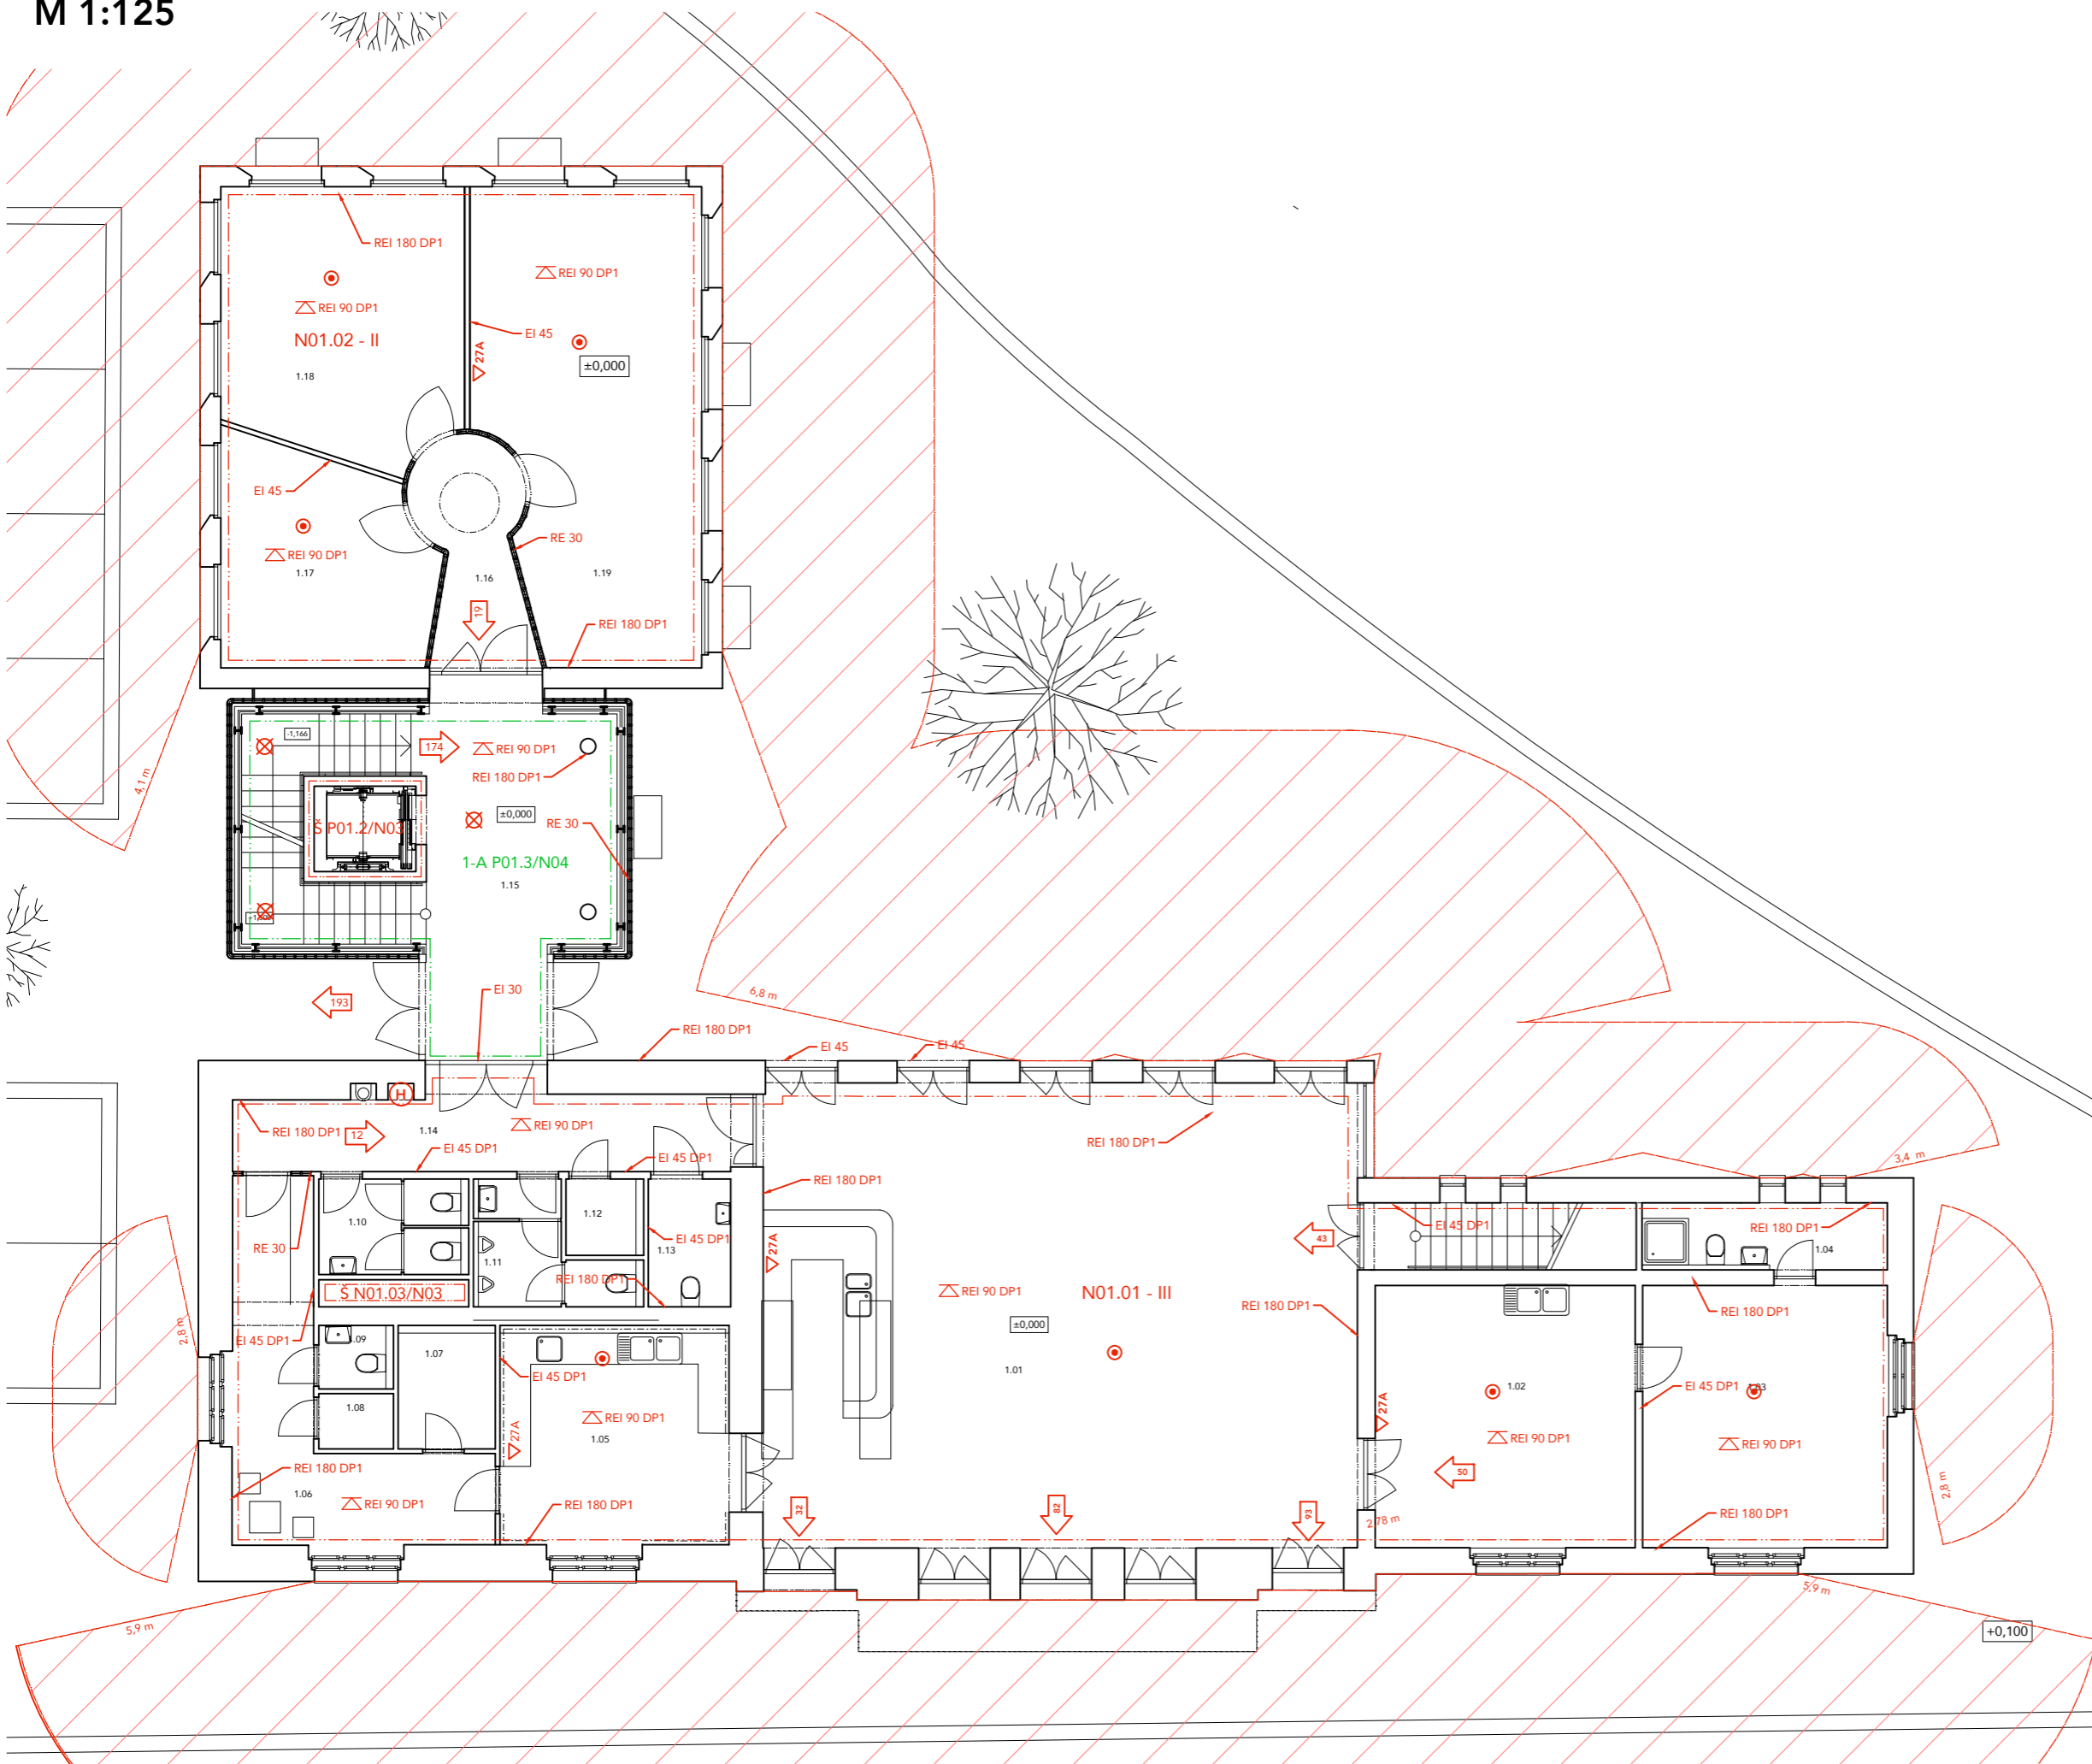 M 1:125
REI 180 DP1
REI 90 DP1
REI 90 DP1
EI 45
N01.02 - II
27A
±0,000
1.18
EI 45
RE 30
REI 90 DP1
1.17
1.16
1.19
19
REI 180 DP1
-1,166
174
REI 90 DP1
REI 180 DP1
4,1 m
±0,000
RE 30
Š P01.2/N03
1-A P01.3/N04
1.15
EI 30
6,8 m
193
REI 180 DP1
EI 45
EI 45
H
REI 180 DP1
12
1.14
REI 90 DP1
REI 180 DP1
EI 45 DP1
EI 45 DP1
3,4 m
REI 180 DP1
1.10
1.12
EI 45 DP1
REI 180 DP1
RE 30
EI 45 DP1
43
1.04
1.13
1.11
27A
REI 180 DP1
Š N01.03/N03
REI 90 DP1
N01.01 - III
REI 180 DP1
REI 180 DP1
±0,000
2,8 m
EI 45 DP1
1.09
1.07
1.01
EI 45 DP1
1.02
EI 45 DP1
1.03
1.08
27A
REI 90 DP1
27A
1.05
REI 90 DP1
REI 90 DP1
REI 180 DP1
50
2,8 m
1.06
REI 90 DP1
REI 180 DP1
32
82
93
2,78 m
REI 180 DP1
5,9 m
5,9 m
+0,100